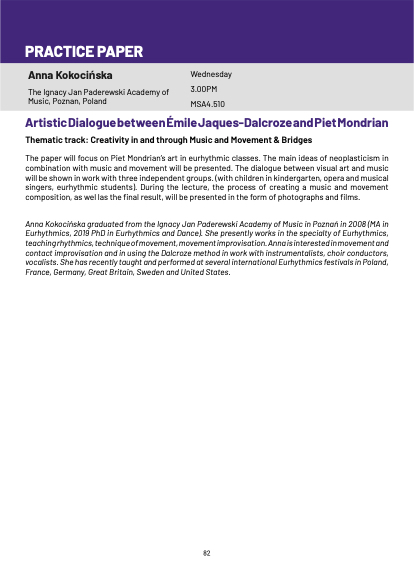 PRACTICE PAPER
Anna Kokocińska
The Ignacy Jan Paderewski Academy of
Music, Poznan, Poland
Wednesday
3.00PM
MSA4.510
Artistic Dialogue between Émile Jaques-Dalcroze and Piet Mondrian
Thematic track: Creativity in and through Music and Movement & Bridges
The paper will focus on Piet Mondrian's art in eurhythmic classes. The main ideas of neoplasticism in
combination with music and movement will be presented. The dialogue between visual art and music
will be shown in work with three independent groups. (with children in kindergarten, opera and musical
singers, eurhythmic students). During the lecture, the process of creating a music and movement
composition, as wel las the final result, will be presented in the form of photographs and films.
Anna Kokocińska graduated from the Ignacy Jan Paderewski Academy of Music in Poznań in 2008 (MA in
Eurhythmics, 2019 PhD in Eurhythmics and Dance). She presently works in the specialty of Eurhythmics,
teaching rhythmics, technique of movement, movement improvisation. Anna is interested in movement and
contact improvisation and in using the Dalcroze method in work with instrumentalists, choir conductors,
vocalists. She has recently taught and performed at several international Eurhythmics festivals in Poland,
France, Germany, Great Britain, Sweden and United States.
82